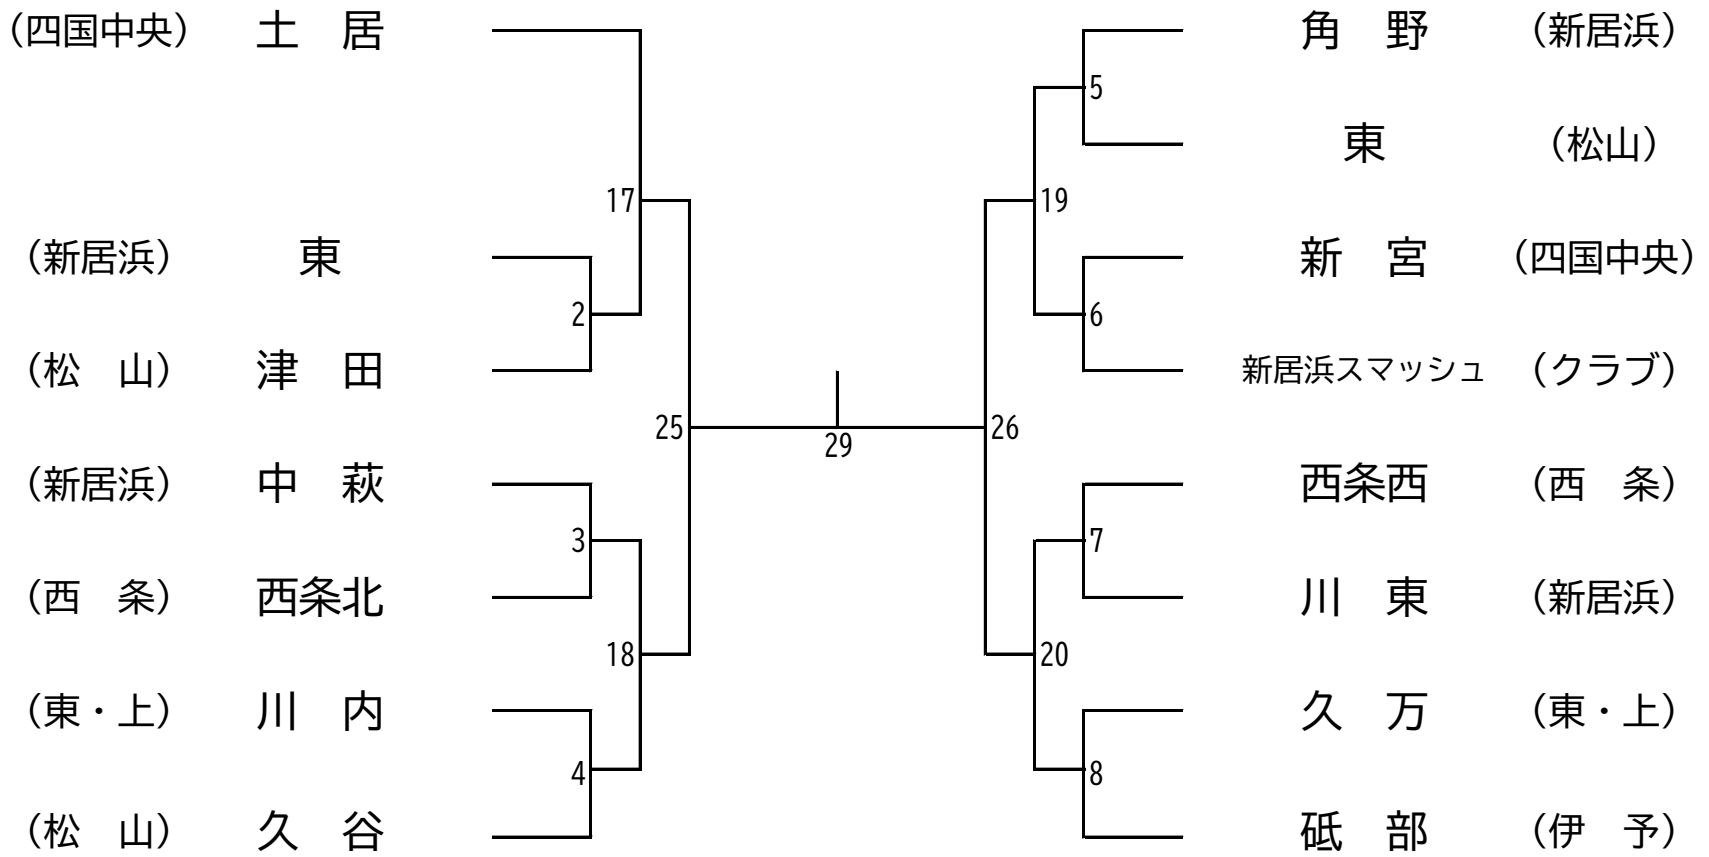 （四国中央） 土　居 角　野 （新居浜）
5
東 （松山）
17 19
（新居浜） 東 新　宮 （四国中央）
2 6
（松　山） 津　田 新居浜スマッシュ （クラブ）
25 29 26
（新居浜） 中　萩 西条西 （西　条）
3 7
（西　条） 西条北 川　東 （新居浜）
18 20
（東・上） 川　内 久　万 （東・上）
4 8
（松　山） 久　谷 砥　部 （伊　予）